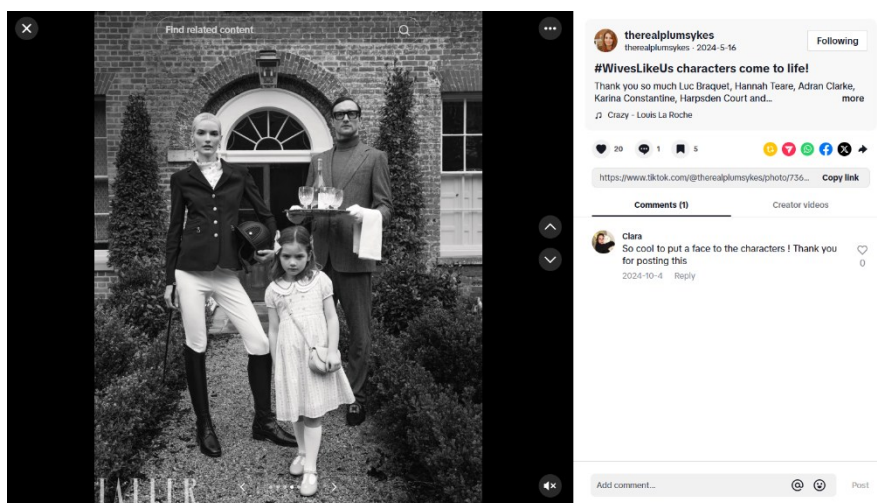 Find related content
TATLER
therealplumsykes
therealplumsykes · 2024-5-16
Following
#WivesLikeUs characters come to life!
Thank you so much Luc Braquet, Hannah Teare, Adran Clarke,
Karina Constantine, Harpsden Court and... more
Crazy - Louis La Roche
20
1
5
https://www.tiktok.com/@therealplumsykes/photo/736... Copy link
Comments (1)
Creator videos
Clara
So cool to put a face to the characters ! Thank you
for posting this
0
2024-10-4 Reply
Add comment...
Post